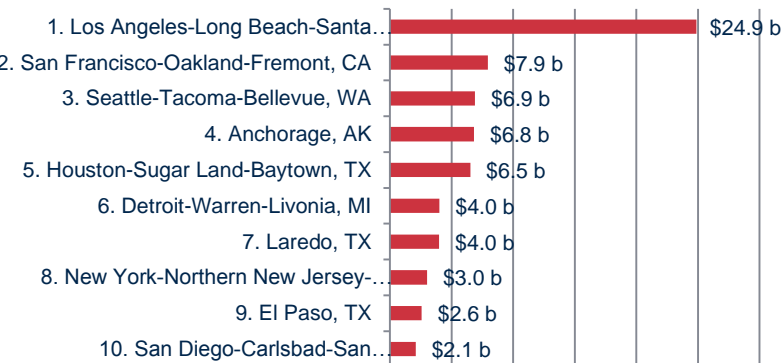 1. Los Angeles-Long Beach-Santa… $24.9 b
2. San Francisco-Oakland-Fremont, CA $7.9 b
3. Seattle-Tacoma-Bellevue, WA $6.9 b
4. Anchorage, AK $6.8 b
5. Houston-Sugar Land-Baytown, TX $6.5 b
6. Detroit-Warren-Livonia, MI $4.0 b
7. Laredo, TX $4.0 b
8. New York-Northern New Jersey-… $3.0 b
9. El Paso, TX $2.6 b
10. San Diego-Carlsbad-San… $2.1 b